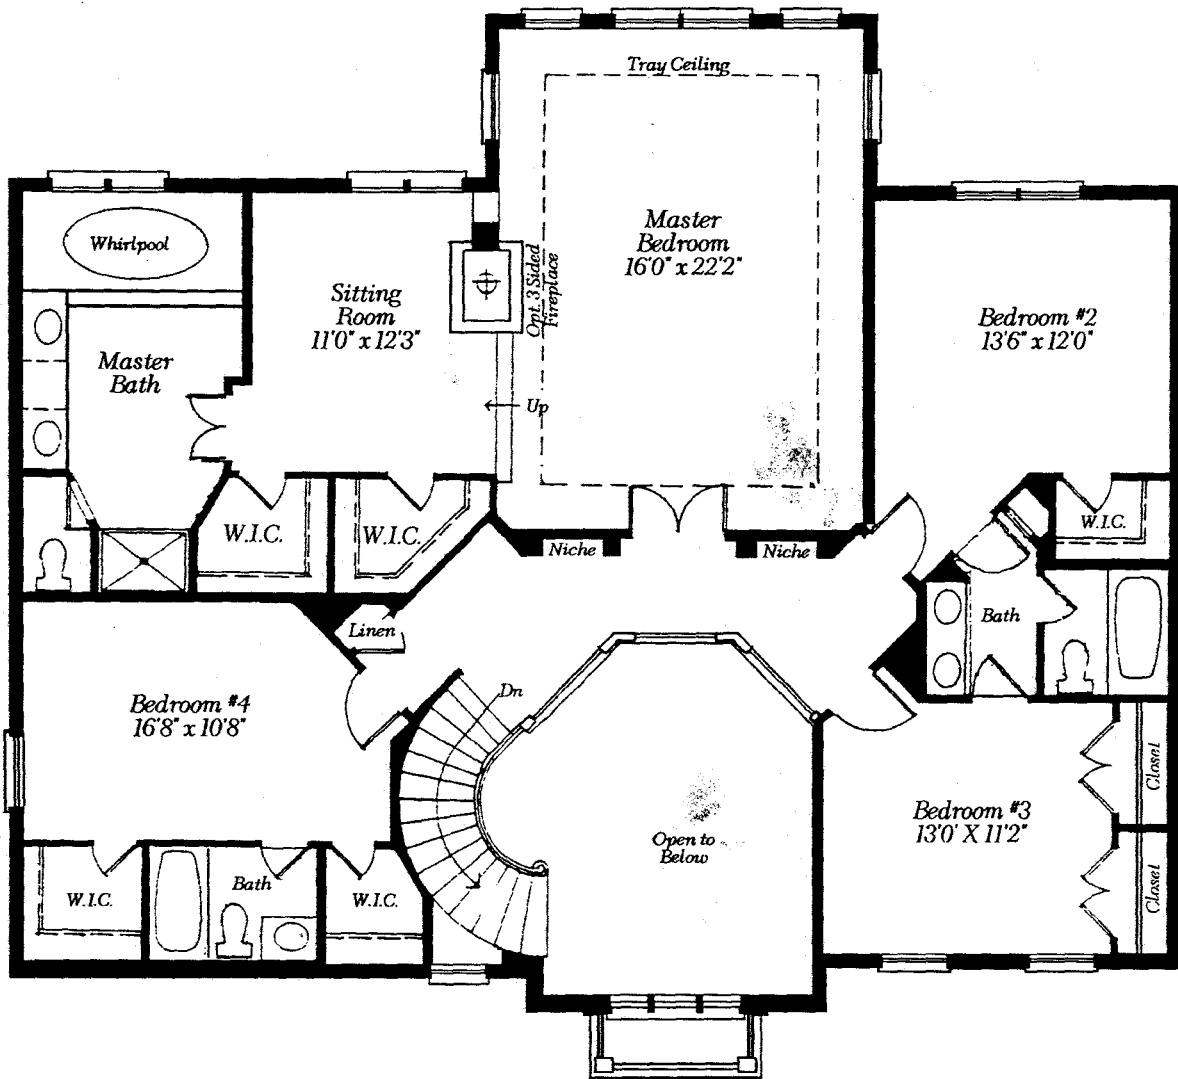 Tray Ceiling
Master
Bedroom
16'0" x 22'2"
Whirlpool
Sitting
Room
11'0" x 12'3"
Opt. 3 Sided
Fireplace
Bedroom #2
13'6" x 12'0"
Master
Bath
Up
W.I.C.
W.I.C.
Niche
Niche
W.I.C.
Linen
Bath
Bedroom #4
16'8" x 10'8"
Dn
Open to
Below
Bedroom #3
13'0' X 11'2"
Closet
Closet
W.I.C.
Bath
W.I.C.